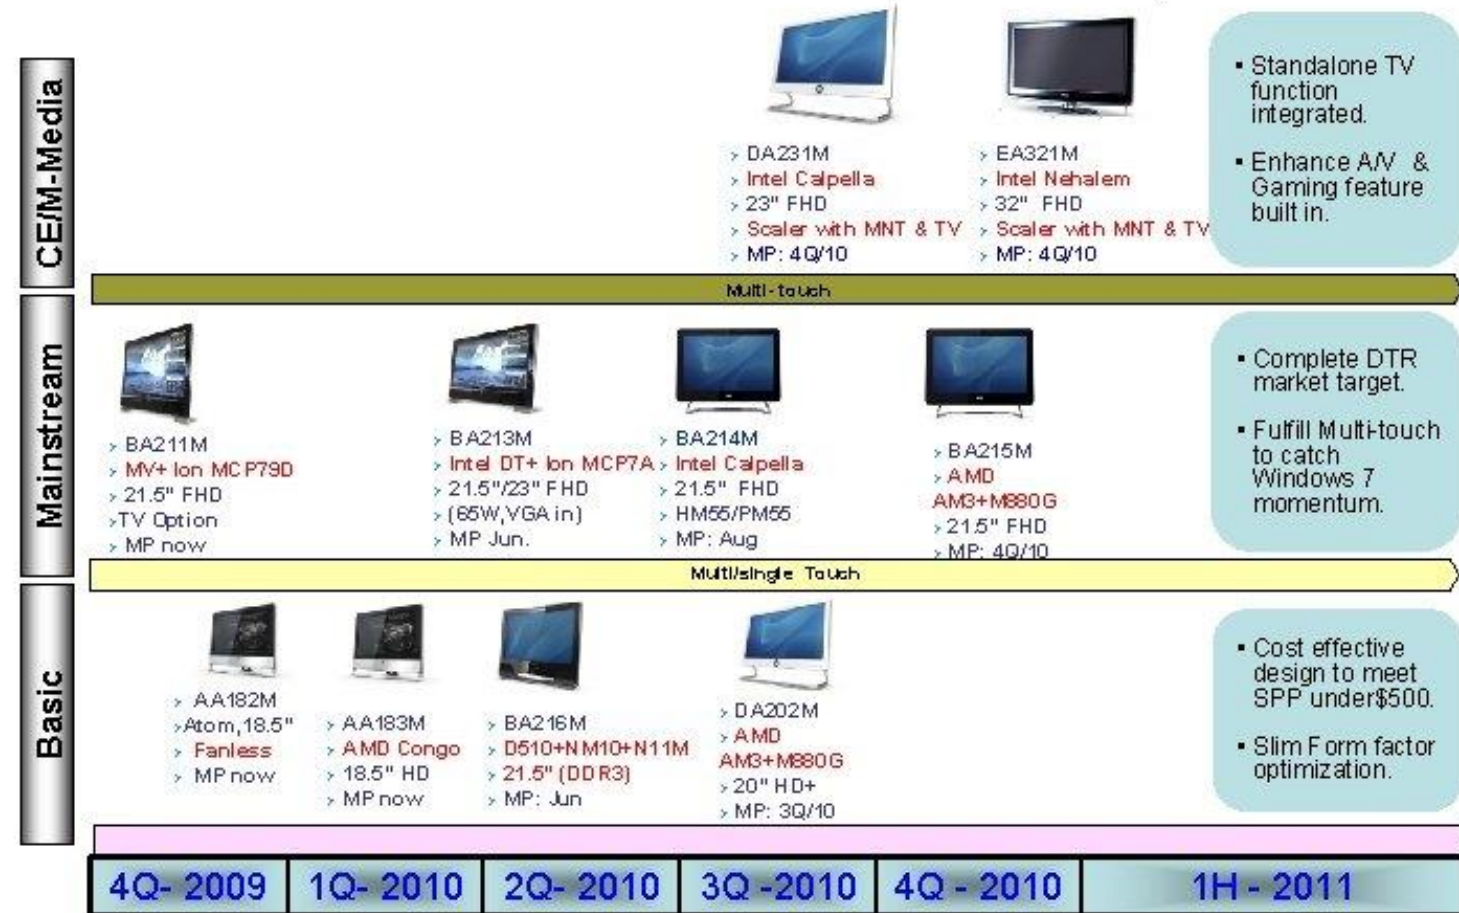 CE/M-Media
> DA231M
> Intel Calpella
> 23" FHD
> Scaler with MNT & TV
> MP: 4Q/10
> EA321M
> Intel Nehalem
> 32" FHD
> Scaler with MNT & TV
> MP: 4Q/10
▪ Standalone TV
function
integrated.
▪ Enhance A/V &
Gaming feature
built in.
Multi-touch
Mainstream
> BA211M
> MV+ Ion MCP79D
> 21.5" FHD
>TV Option
> MP now
> BA213M
> Intel DT+ Ion MCP7A
> 21.5"/23" FHD
> (65W,VGA in)
> MP Jun.
> BA214M
> Intel Calpella
> 21.5" FHD
> HM55/PM55
> MP: Aug
> BA215M
> AMD
AM3+M880G
> 21.5" FHD
> MP: 4Q/10
▪ Complete DTR
market target.
▪ Fulfill Multi-touch
to catch
Windows 7
momentum.
Multi/single Touch
Basic
> AA182M
>Atom,18.5"
> Fanless
> MP now
> AA183M
> AMD Congo
> 18.5" HD
> MP now
> BA216M
> D510+NM10+N11M
> 21.5" (DDR3)
> MP: Jun
> DA202M
> AMD
AM3+M880G
> 20" HD+
> MP: 3Q/10
▪ Cost effective
design to meet
SPP under$500.
▪ Slim Form factor
optimization.
4Q- 2009
1Q- 2010
2Q- 2010
3Q -2010
4Q - 2010
1H - 2011